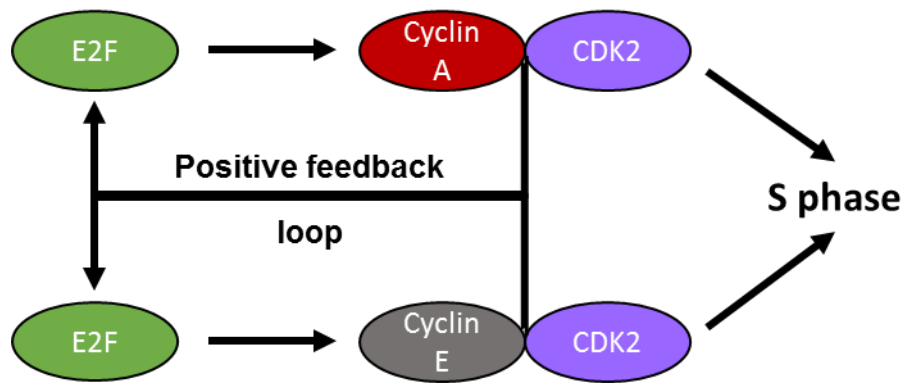 E2F
Cyclin
A
CDK2
Positive feedback
loop
S phase
E2F
Cyclin
E
CDK2